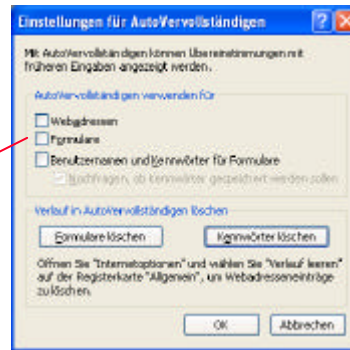 Einstellungen für AutoVervollständigen
Mit AutoVervollständigen können Übereinstimmungen mit
früheren Eingaben angezeigt werden.
AutoVervollständigen verwenden für
Webadressen
Formulare
Benutzernamen und Kennwörter für Formulare
Nachfragen, ob Kennwörter gespeichert werden sollen
Verlauf in AutoVervollständigen löschen
Formulare löschen
Kennwörter löschen
Öffnen Sie "Internetoptionen" und wählen Sie "Verlauf leeren"
auf der Registerkarte "Allgemein", um Webadresseneinträge
zu löschen.
OK
Abbrechen